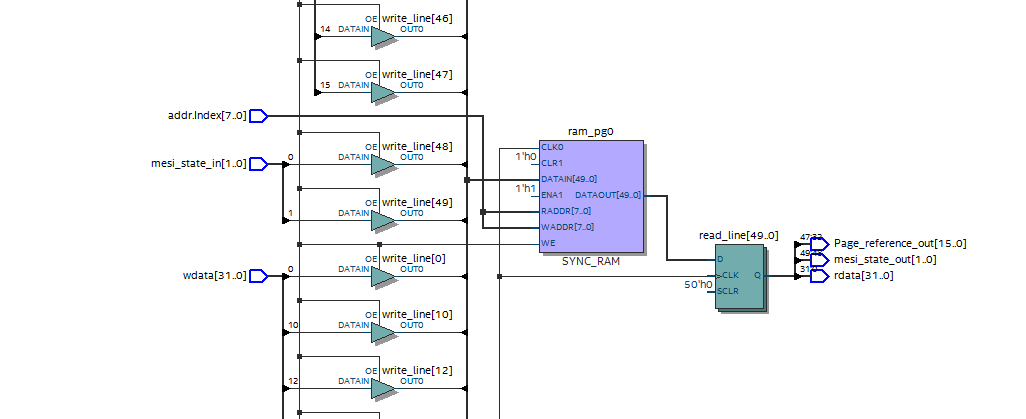 OE write_line[46]
14 DATAIN OUT0
OE write_line[47]
15 DATAIN OUT0
addr.Index[7..0]
ram_pg0
OE write_line[48]
mesi_state_in[1..0] 0 DATAIN OUT0
OE write_line[49]
1 DATAIN OUT0
CLK0
1'h0 CLR1
DATAIN[49..0]
1'h1 ENA1 DATAOUT[49..0]
RADDR[7..0]
WADDR[7..0]
WE
SYNC_RAM
read_line[49..0]
D
CLK Q
50'h0 SCLR
Page_reference_out[15..0]
mesi_state_out[1..0]
31:0 rdata[31..0]
OE write_line[0]
wdata[31..0] 0 DATAIN OUT0
OE write_line[10]
10 DATAIN OUT0
OE write_line[12]
12 DATAIN OUT0